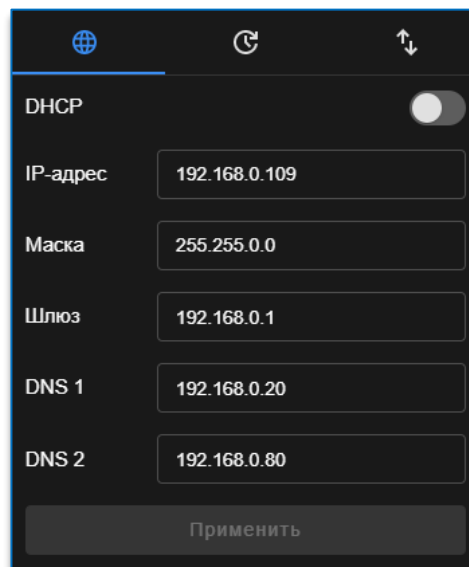 DHCP
IP-адрес 192.168.0.109
Маска 255.255.0.0
Шлюз 192.168.0.1
DNS 1 192.168.0.20
DNS 2 192.168.0.80
Применить